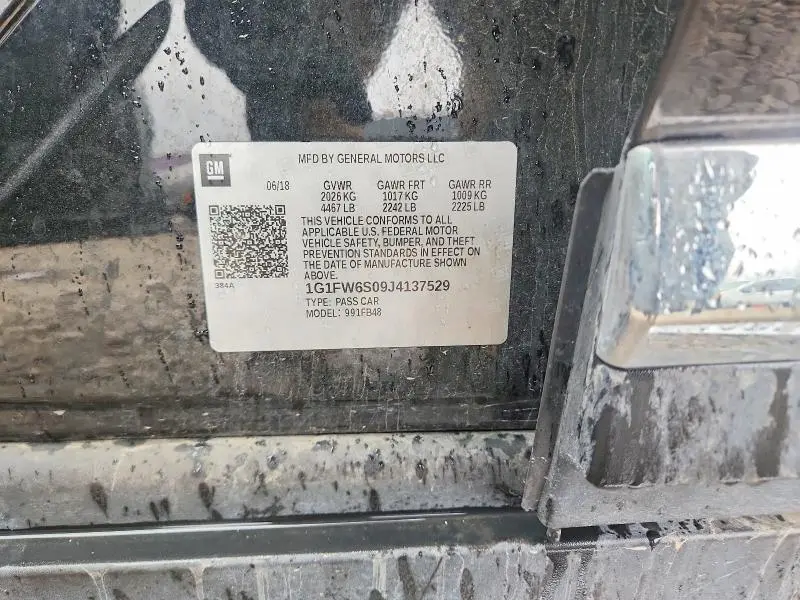 GM
MFD BY GENERAL MOTORS LLC
06/18 GVWR GAWR FRT GAWR RR
2026 KG 1017 KG 1009 KG
4467 LB 2242 LB 2225 LB
THIS VEHICLE CONFORMS TO ALL
APPLICABLE U.S. FEDERAL MOTOR
VEHICLE SAFETY, BUMPER, AND THEFT
PREVENTION STANDARDS IN EFFECT ON
THE DATE OF MANUFACTURE SHOWN
ABOVE.
384A
1G1FW6S09J4137529
TYPE: PASS CAR
MODEL: 991FB48